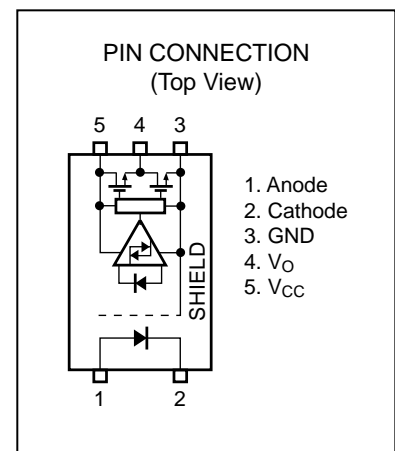 PIN CONNECTION
(Top View)
5 4 3
SHIELD
1 2
1. Anode
2. Cathode
3. GND
4. VO
5. VCC